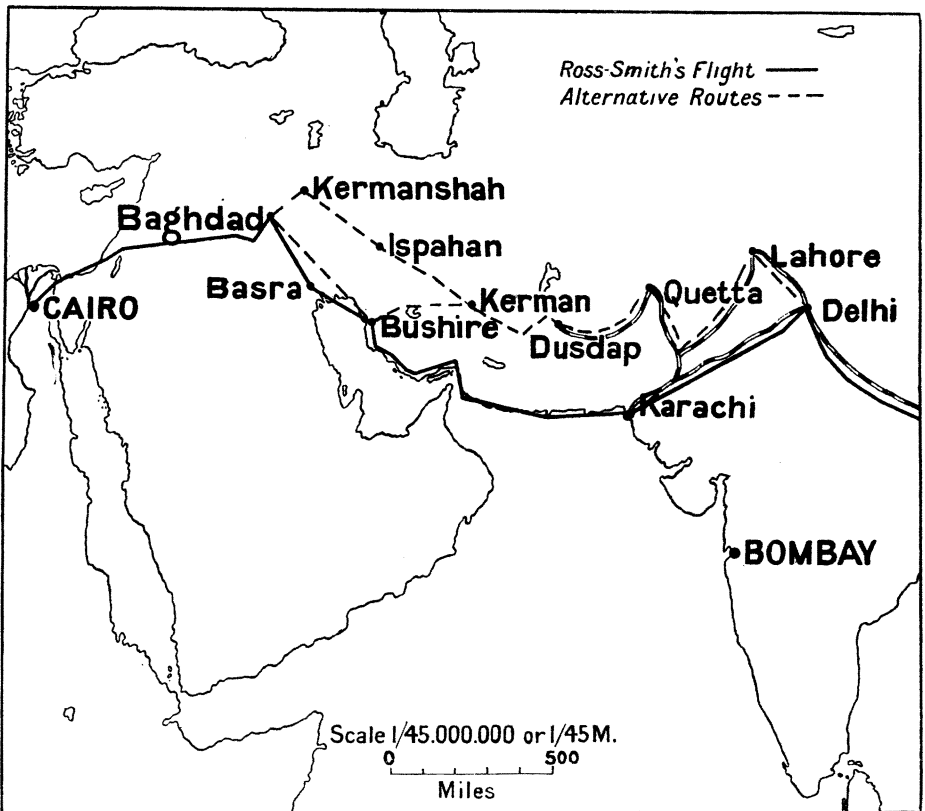 Ross-Smith's Flight
Alternative Routes
Kermanshah
Baghdad
Ispahan
Lahore
Basra
Quetta
CAIRO
Kerman
Delhi
Bushire
Dusdap
Karachi
BOMBAY
Scale 1/45.000.000 or 1/45M.
0 500
Miles